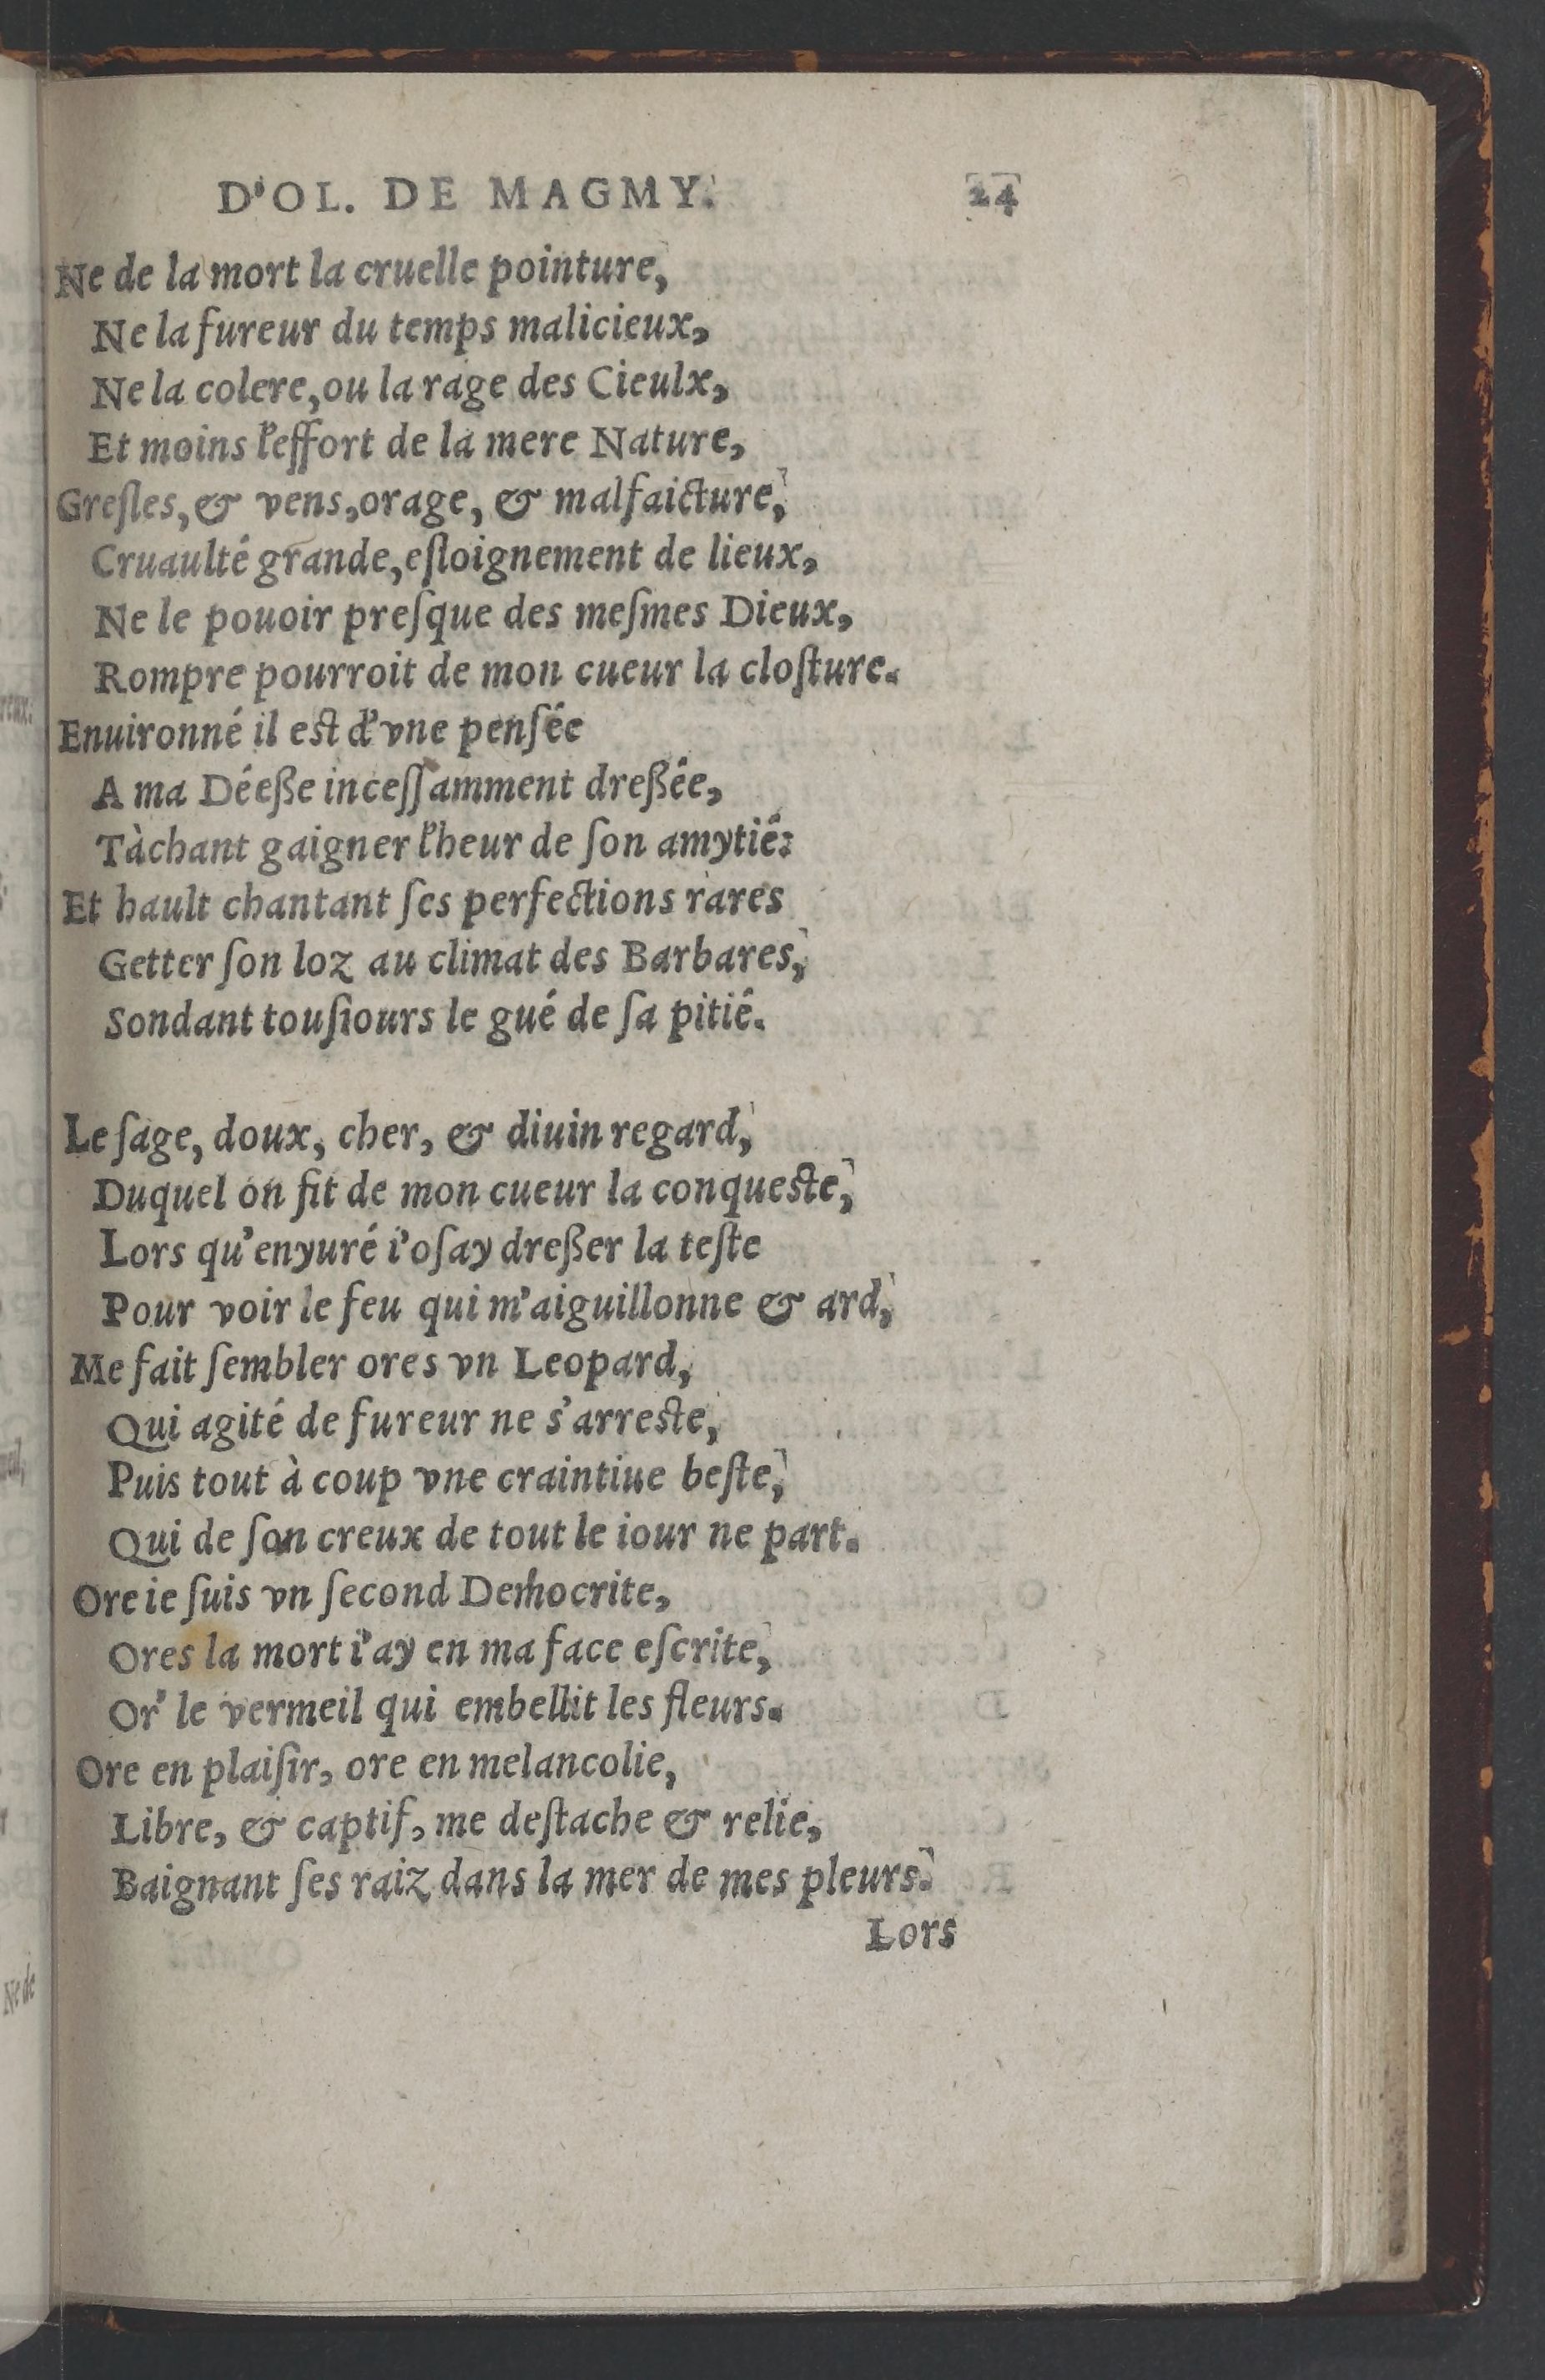 D'OL. DE MAGMY. 24
Ne de la mort la cruelle pointure,
Ne la fureur du temps malicieux,
Ne la colere, ou la rage des Cieulx,
Et moins l'effort de la mere Nature,
Greſles, & vens, orage, & malfaicture,
Cruaulté grande, eſloignement de lieux,
Ne le pouoir preſque des meſmes Dieux,
Rompre pourroit de mon cueur la cloſture.
Enuironné il est d'vne penſée
A ma Déeße inceſſamment dreßée,
Tàchant gaigner l'heur de ſon amytié:
Et hault chantant ſes perfections rares
Getter ſon loz au climat des Barbares,
Sondant touſiours le gué de ſa pitié.
Le ſage, doux, cher, & diuin regard,
Duquel on fit de mon cueur la conqueste,
Lors qu'enyuré i'oſay dreßer la teſte
Pour voir le feu qui m'aiguillonne & ard,
Me fait ſembler ores vn Leopard,
Qui agité de fureur ne s'arreste,
Puis tout à coup vne craintiue beſte,
Qui de ſon creux de tout le iour ne part.
Ore ie ſuis vn ſecond Democrite,
Ores la mort i'ay en ma face eſcrite,
Or' le vermeil qui embellit les fleurs.
Ore en plaiſir, ore en melancolie,
Libre, & captif, me deſtache & relie,
Baignant ſes raiz dans la mer de mes pleurs.
Lors